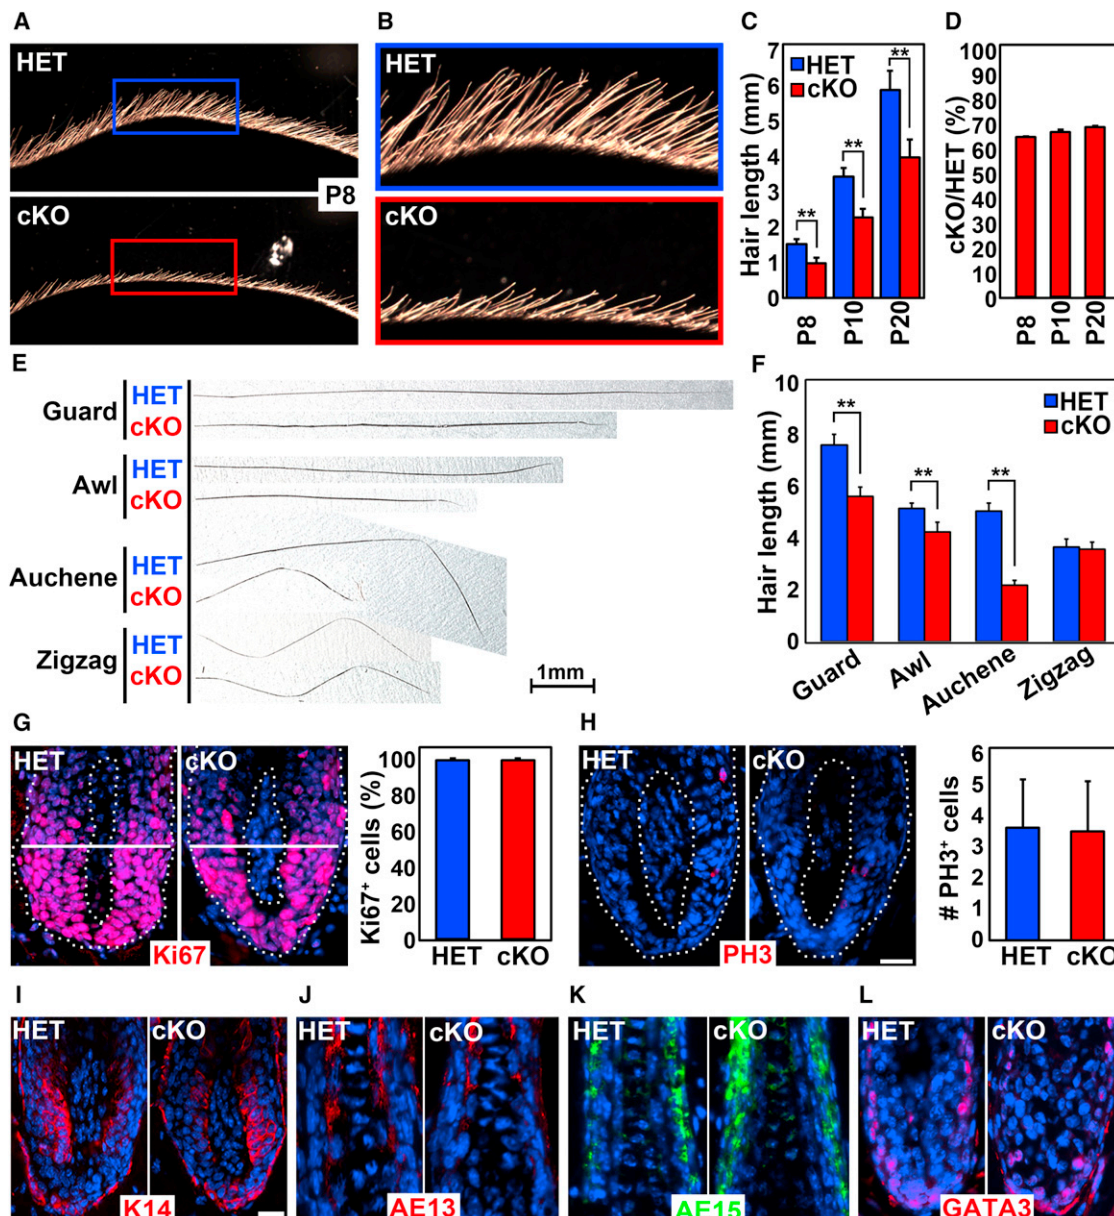 A
HET
P8
cKO
B
HET
cKO
C
Hair length (mm)
7
6
5
4
3
2
1
0
HET
cKO
**
**
**
P8
P10
P20
D
cKO/HET (%)
100
90
80
70
60
50
40
30
20
10
0
P8
P10
P20
E
Guard
HET
cKO
Awl
HET
cKO
Auchene
HET
cKO
Zigzag
HET
cKO
1mm
F
Hair length (mm)
10
8
6
4
2
0
HET
cKO
**
**
**
Guard
Awl
Auchene
Zigzag
G
HET
cKO
Ki67
Ki67+ cells (%)
100
80
60
40
20
0
HET
cKO
H
HET
cKO
PH3
# PH3+ cells
6
5
4
3
2
1
0
HET
cKO
I
HET
cKO
K14
J
HET
cKO
AE13
K
HET
cKO
AE15
L
HET
cKO
GATA3